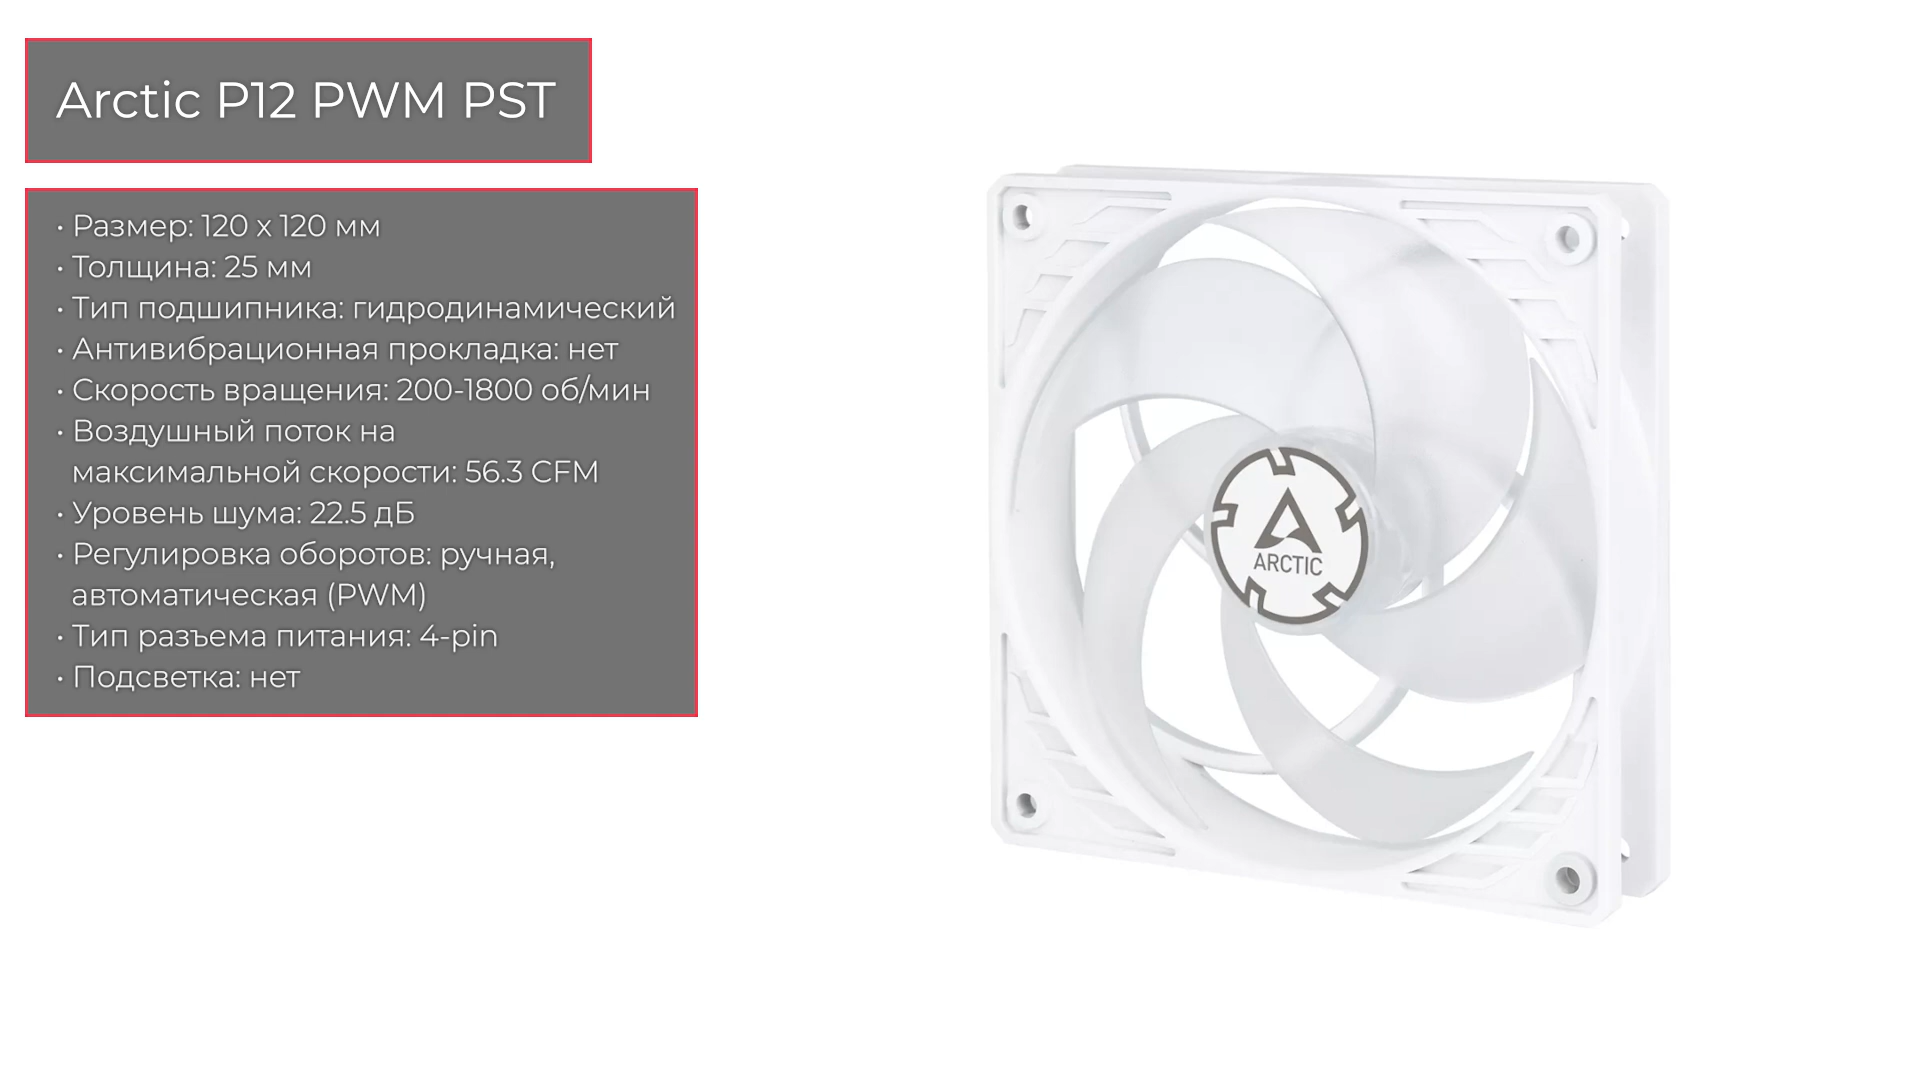 Arctic P12 PWM PST
· Размер: 120 x 120 мм
· Толщина: 25 мм
· Тип подшипника: гидродинамический
· Антивибрационная прокладка: нет
· Скорость вращения: 200-1800 об/мин
· Воздушный поток на
максимальной скорости: 56.3 CFM
· Уровень шума: 22.5 дБ
· Регулировка оборотов: ручная,
автоматическая (PWM)
· Тип разъема питания: 4-pin
· Подсветка: нет
ARCTIC